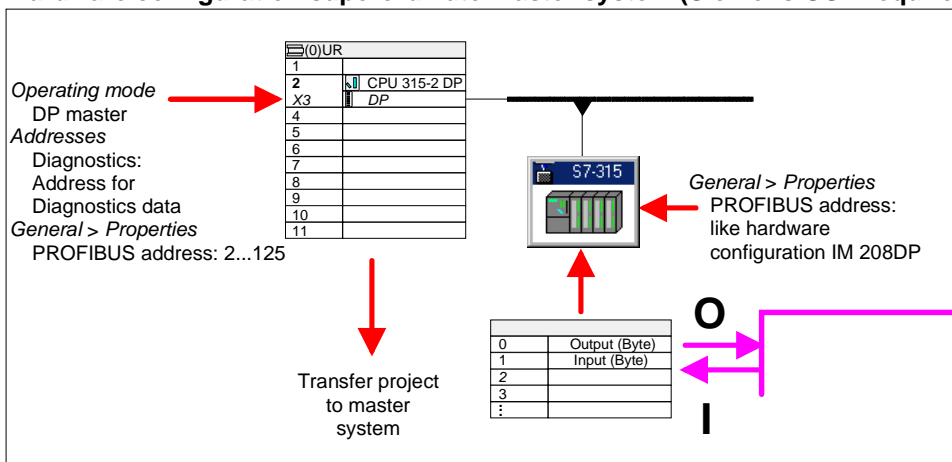 (0)UR
1
2 CPU 315-2 DP
X3 DP
4
5
6
7
8
9
10
11
Operating mode
DP master
Addresses
Diagnostics:
Address for
Diagnostics data
General > Properties
PROFIBUS address: 2...125
S7-315
General > Properties
PROFIBUS address:
like hardware
configuration IM 208DP
Transfer project
to master
system
0 Output (Byte)
1 Input (Byte)
2
3
⋮
O
I